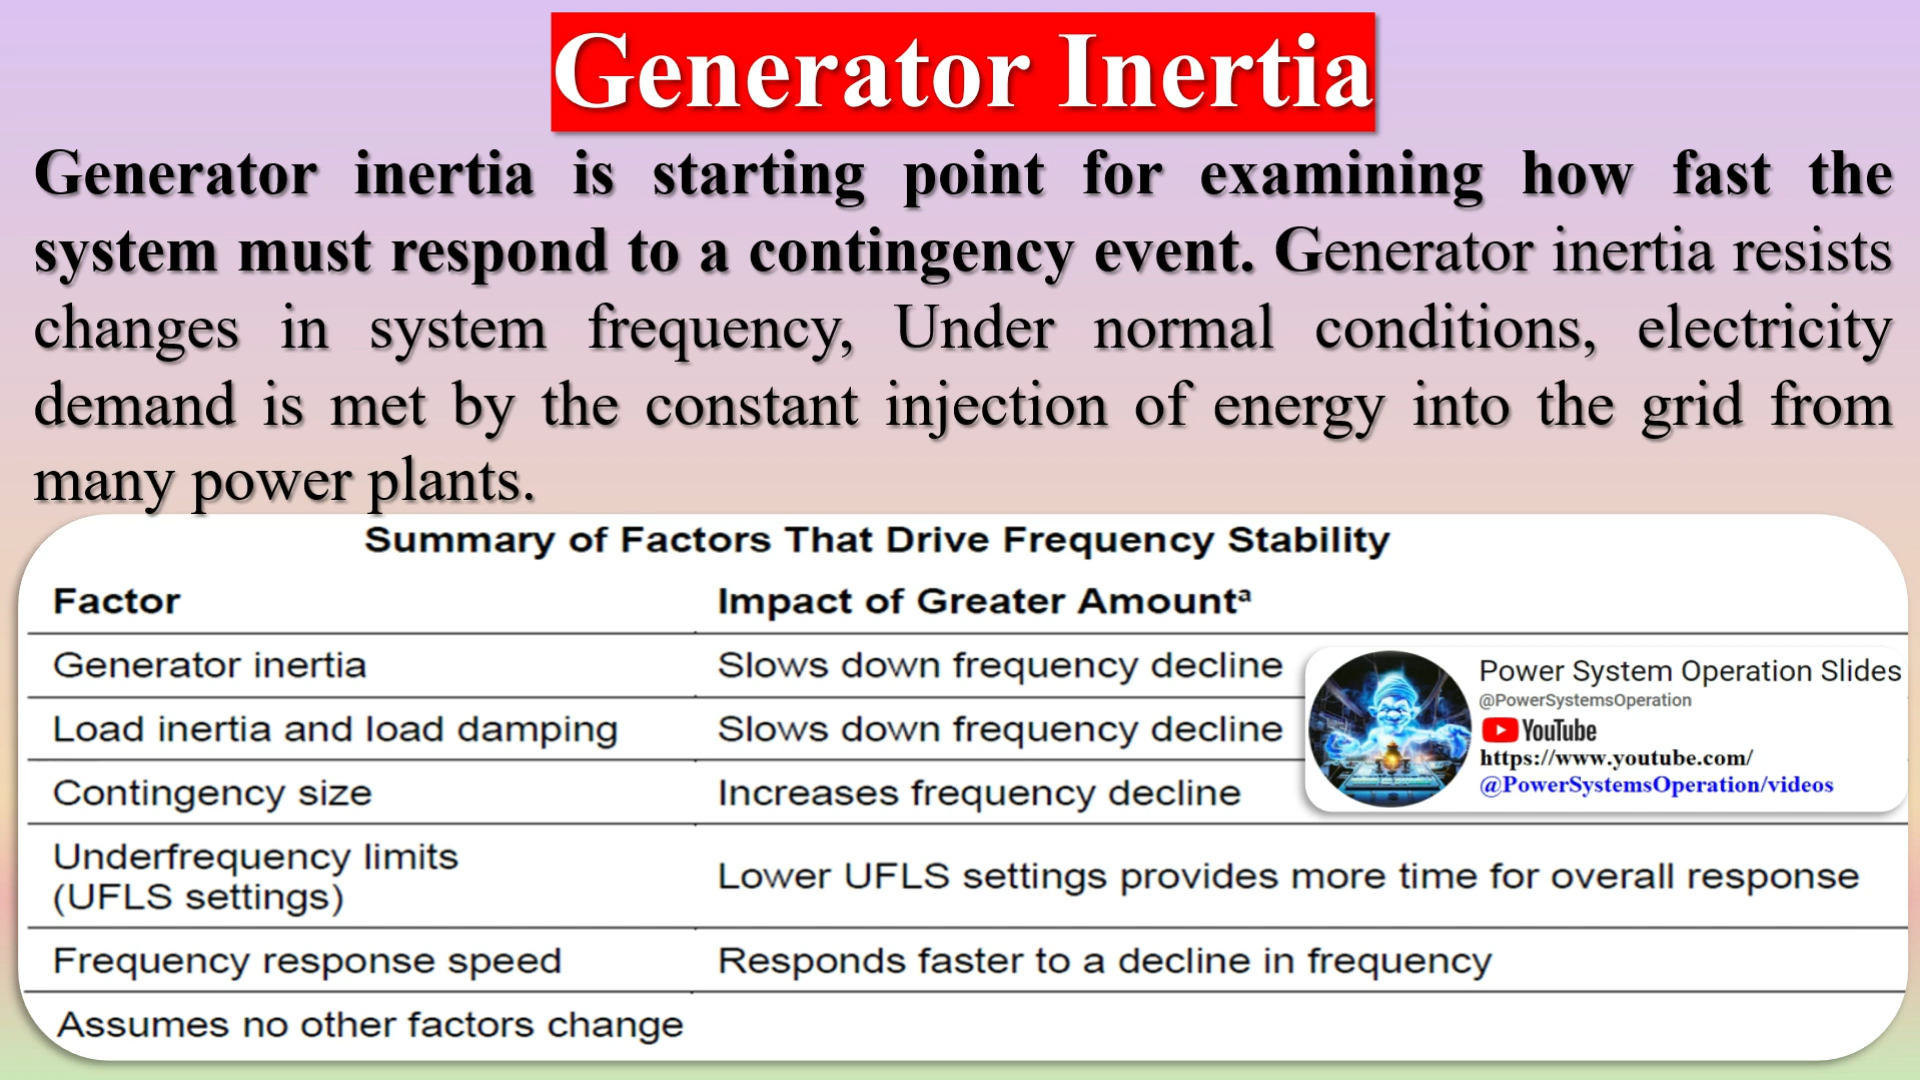 Generator Inertia
Generator inertia is starting point for examining how fast the
system must respond to a contingency event. Generator inertia resists
changes in system frequency, Under normal conditions, electricity
demand is met by the constant injection of energy into the grid from
many power plants.
Summary of Factors That Drive Frequency Stability
Factor Impact of Greater Amountᵃ
Generator inertia Slows down frequency decline
Load inertia and load damping Slows down frequency decline
Contingency size Increases frequency decline
Underfrequency limits
(UFLS settings) Lower UFLS settings provides more time for overall response
Frequency response speed Responds faster to a decline in frequency
Assumes no other factors change
Power System Operation Slides
@PowerSystemsOperation
YouTube
https://www.youtube.com/
@PowerSystemsOperation/videos